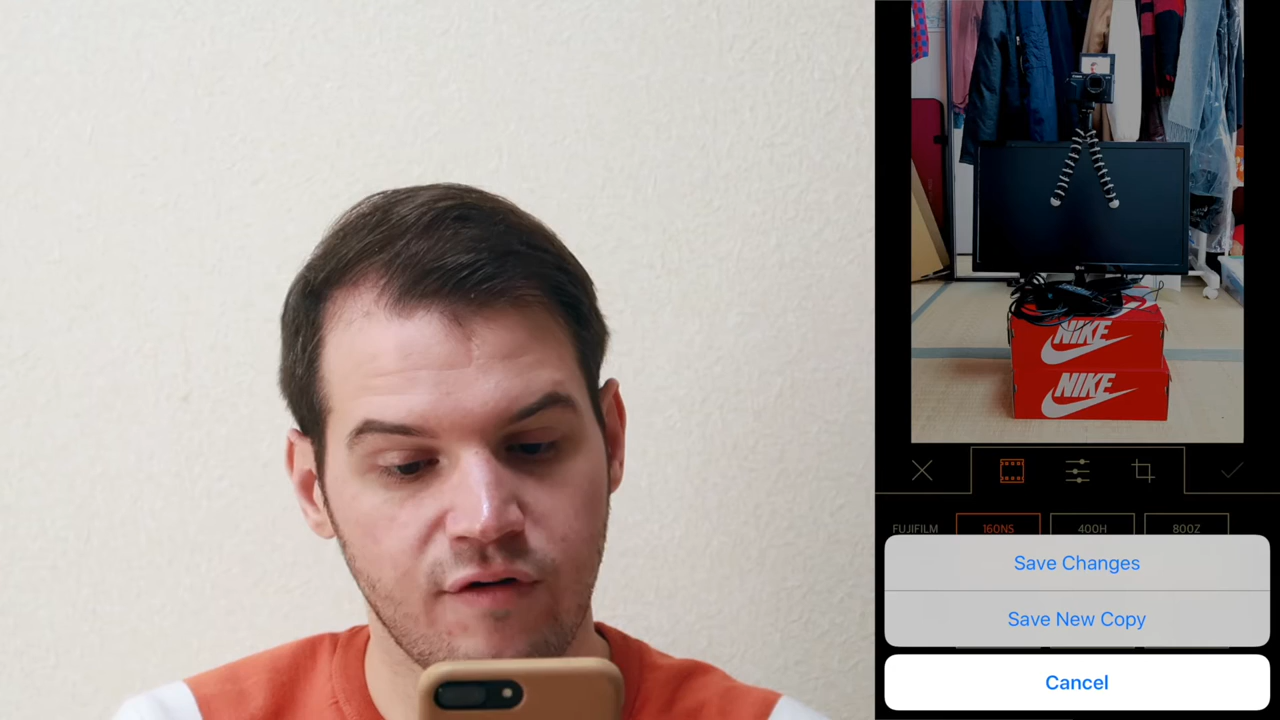 NIKE
NIKE
FUJIFILM 160NS 400H 800Z
Save Changes
Save New Copy
Cancel